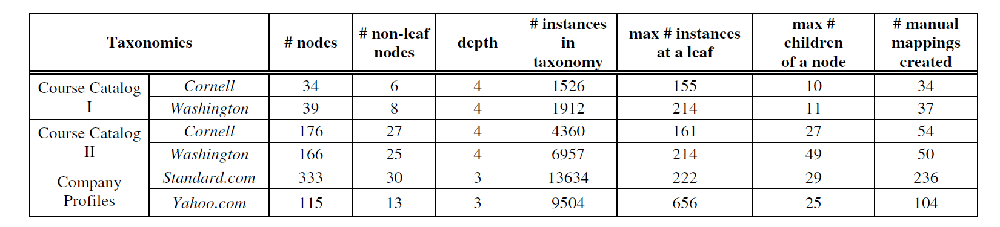 Taxonomies # nodes # non-leaf nodes depth # instances in taxonomy max # instances at a leaf max # children of a node # manual mappings created
Course Catalog I Cornell 34 6 4 1526 155 10 34
Washington 39 8 4 1912 214 11 37
Course Catalog II Cornell 176 27 4 4360 161 27 54
Washington 166 25 4 6957 214 49 50
Company Profiles Standard.com 333 30 3 13634 222 29 236
Yahoo.com 115 13 3 9504 656 25 104